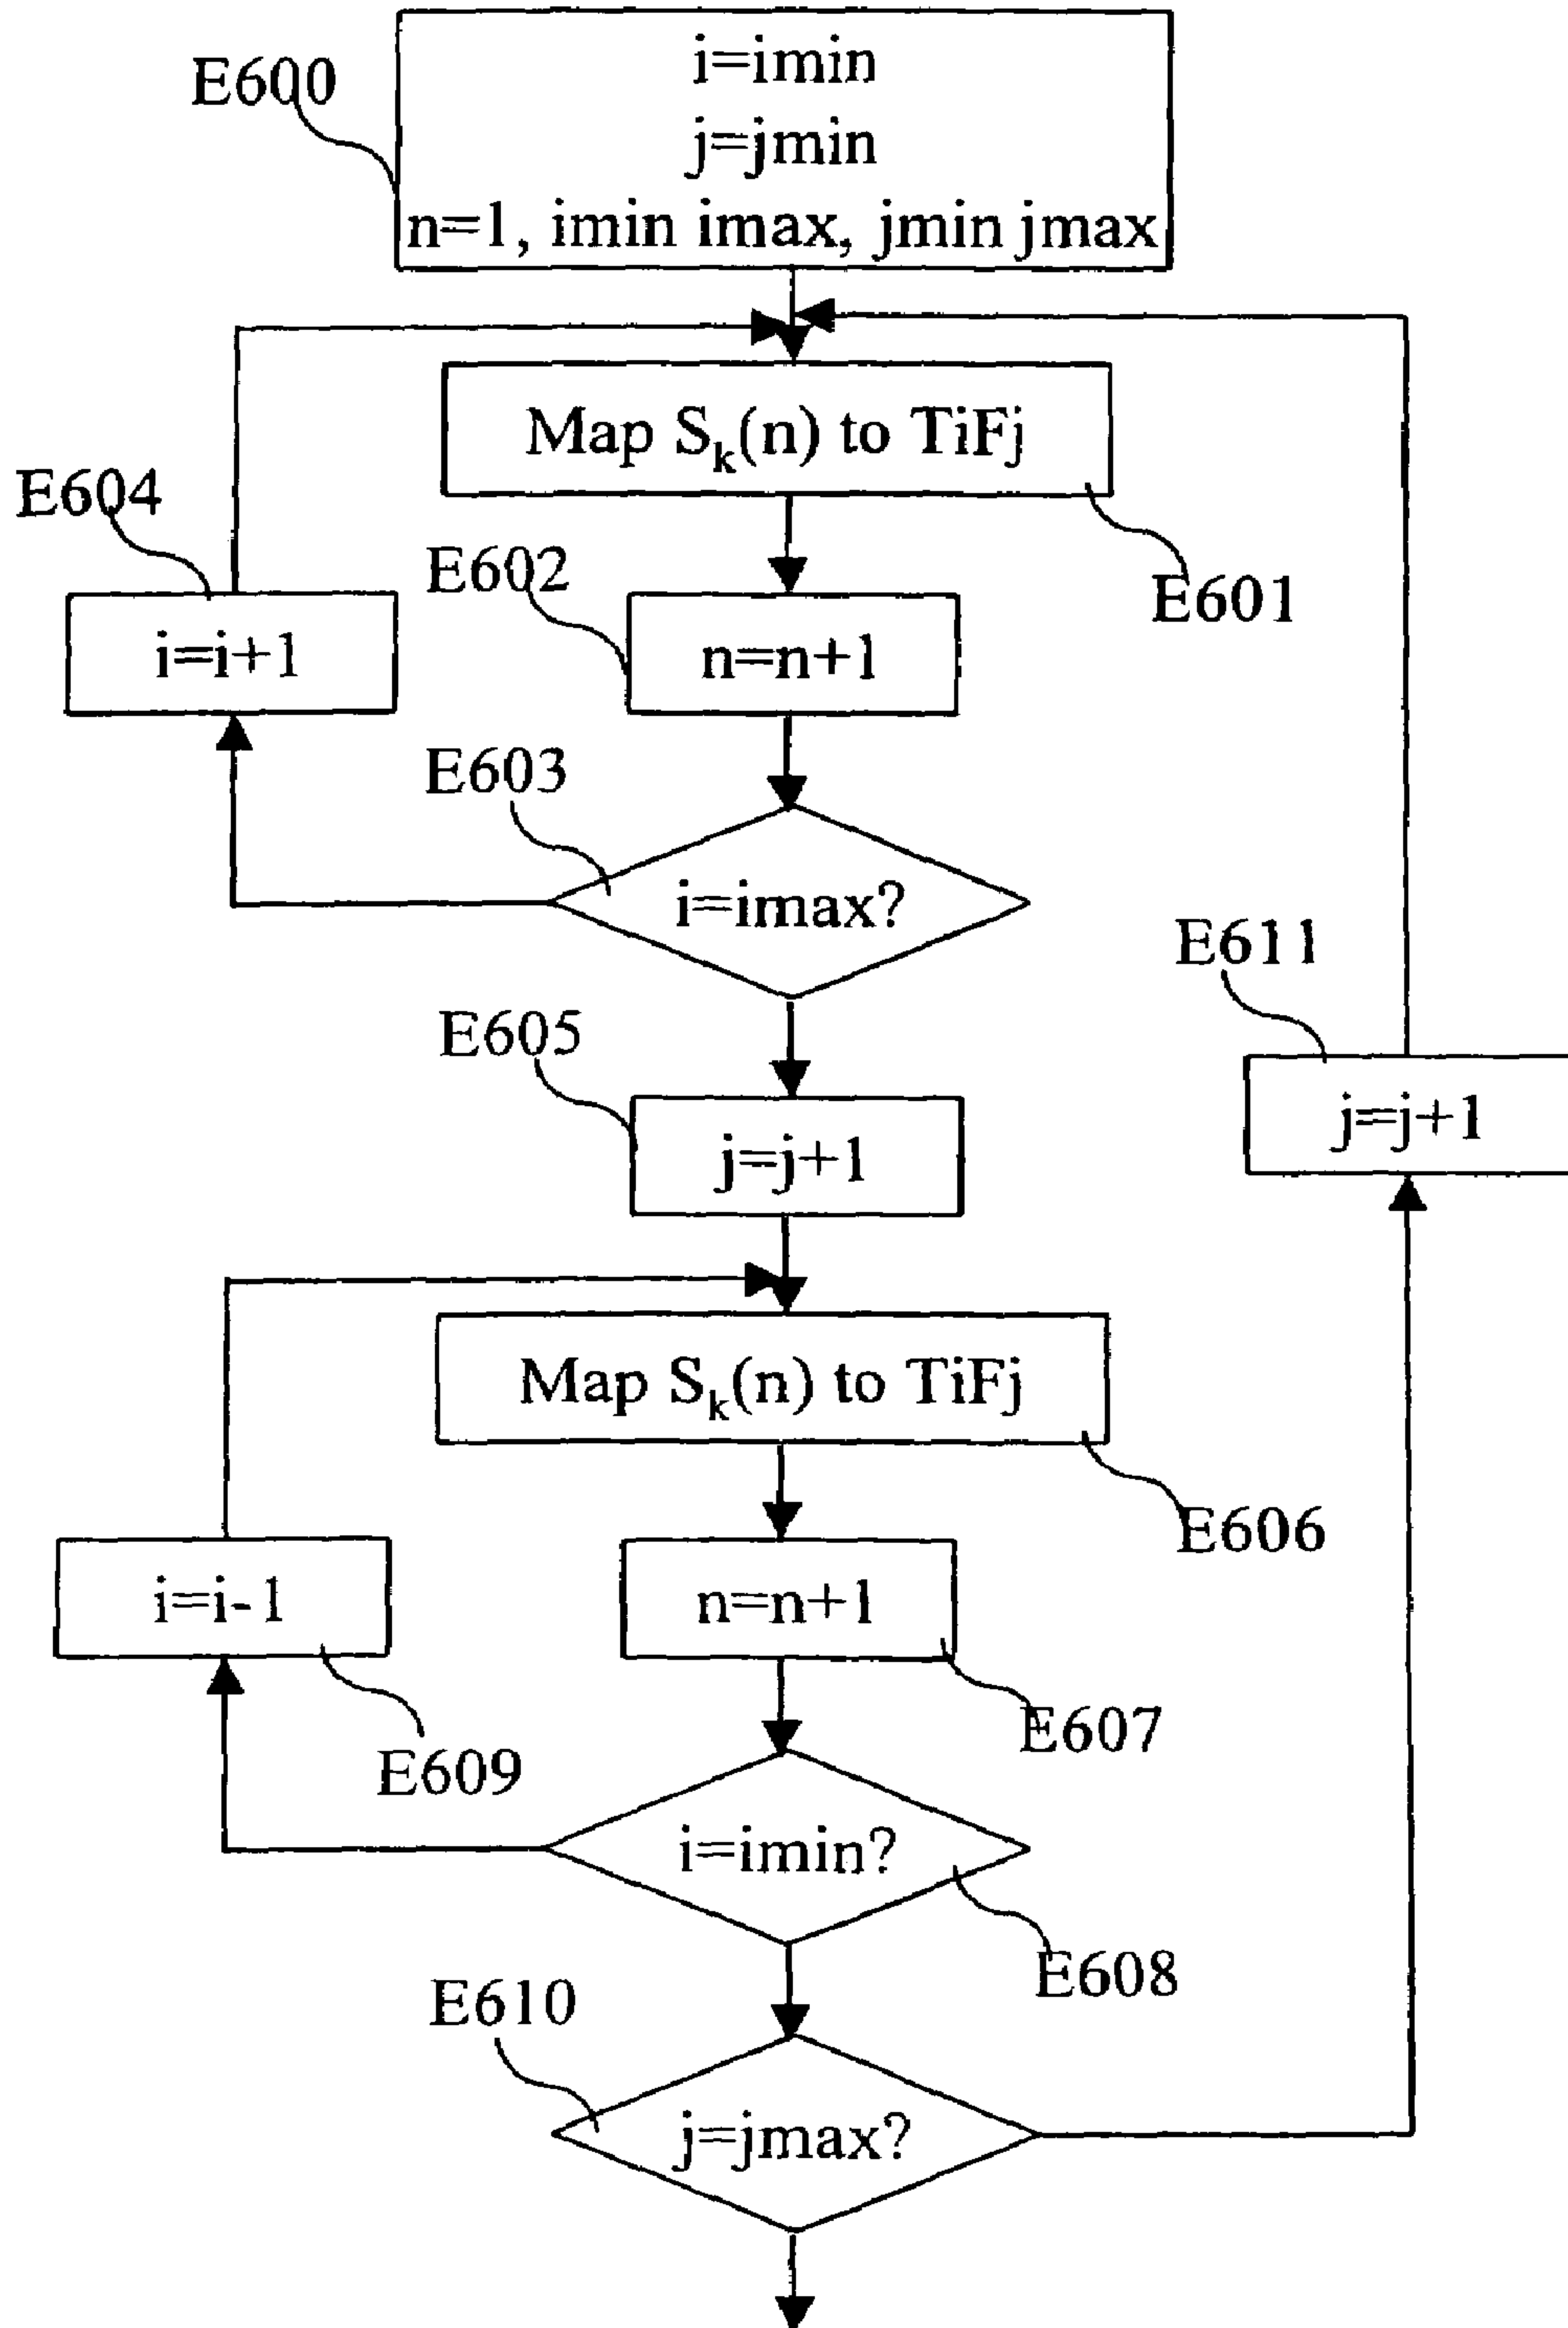 E600
i=imin
j=jmin
n=1, imin imax, jmin jmax
Map Sk(n) to TiFj
E601
E604
i=i+1
E602
n=n+1
E603
i=imax?
E605
j=j+1
E611
j=j+1
Map Sk(n) to TiFj
E606
i=i-1
E609
n=n+1
E607
i=imin?
E608
E610
j=jmax?